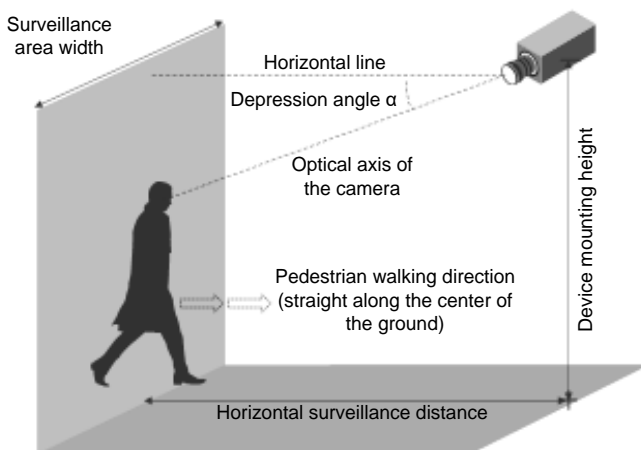 Surveillance
area width
Horizontal line
Depression angle α
Optical axis of
the camera
Pedestrian walking direction
(straight along the center of
the ground)
Device mounting height
Horizontal surveillance distance